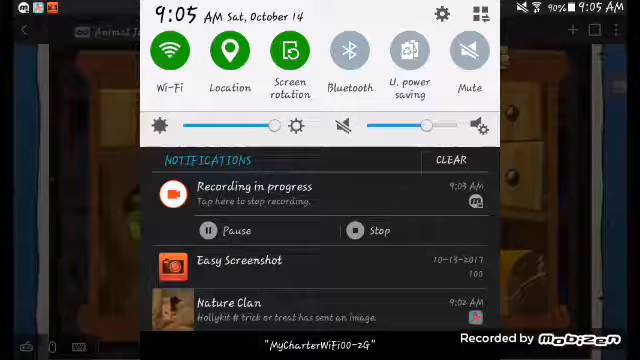 9:05 AM Sat, October 14
90% 9:05 AM
Animal Ja
Wi-Fi
Location
Screen rotation
Bluetooth
U. power saving
Mute
NOTIFICATIONS
CLEAR
Recording in progress
9:03 AM
Tap here to stop recording.
Pause
Stop
Easy Screenshot
10-13-2017
100
Nature Clan
9:02 AM
Hollykit # trick or treat has sent an image.
"MyCharterWiFi00-2G"
Recorded by MOBIZEN